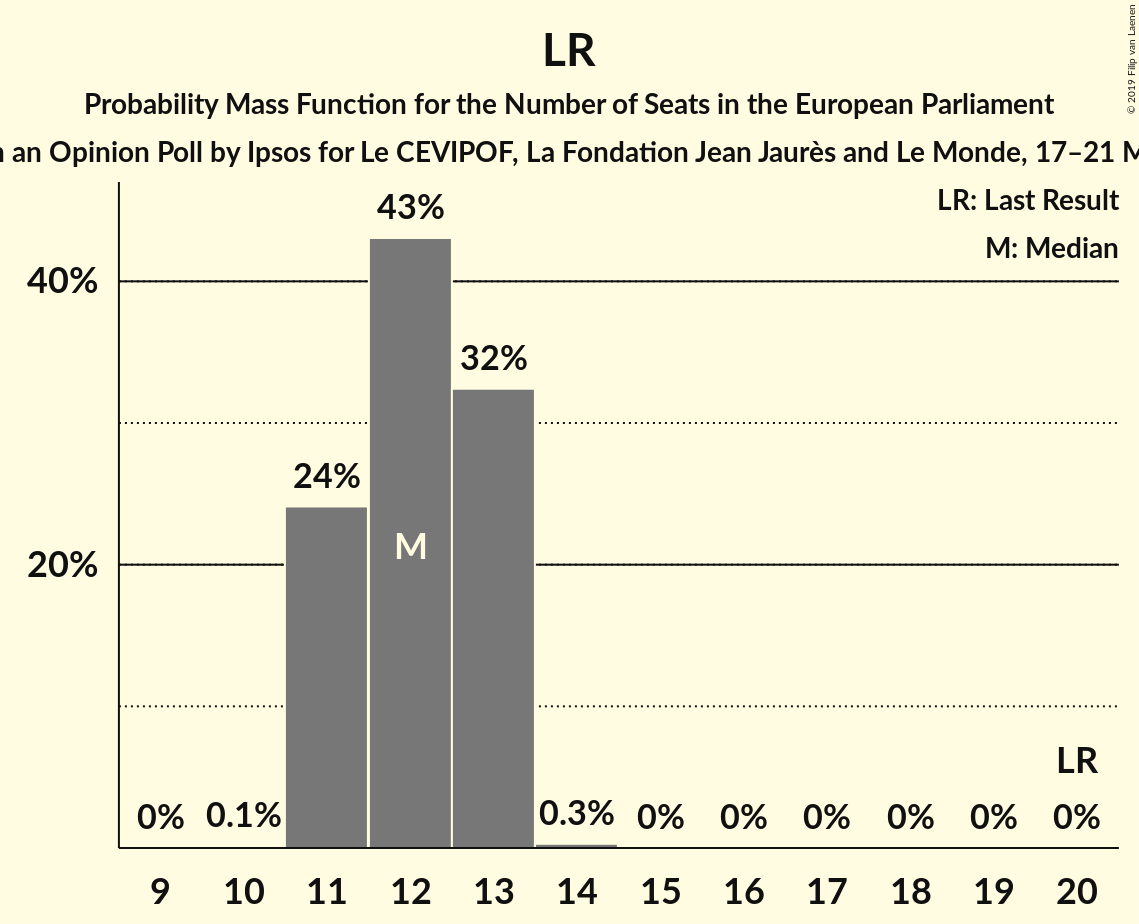 LR
Probability Mass Function for the Number of Seats in the European Parliament
an Opinion Poll by Ipsos for Le CEVIPOF, La Fondation Jean Jaurès and Le Monde, 17–21
© 2019 Filip van Laenen
LR: Last Result
M: Median
43%
40%
32%
24%
M
20%
LR
0% 0.1% 0.3% 0% 0% 0% 0% 0% 0%
9 10 11 12 13 14 15 16 17 18 19 20